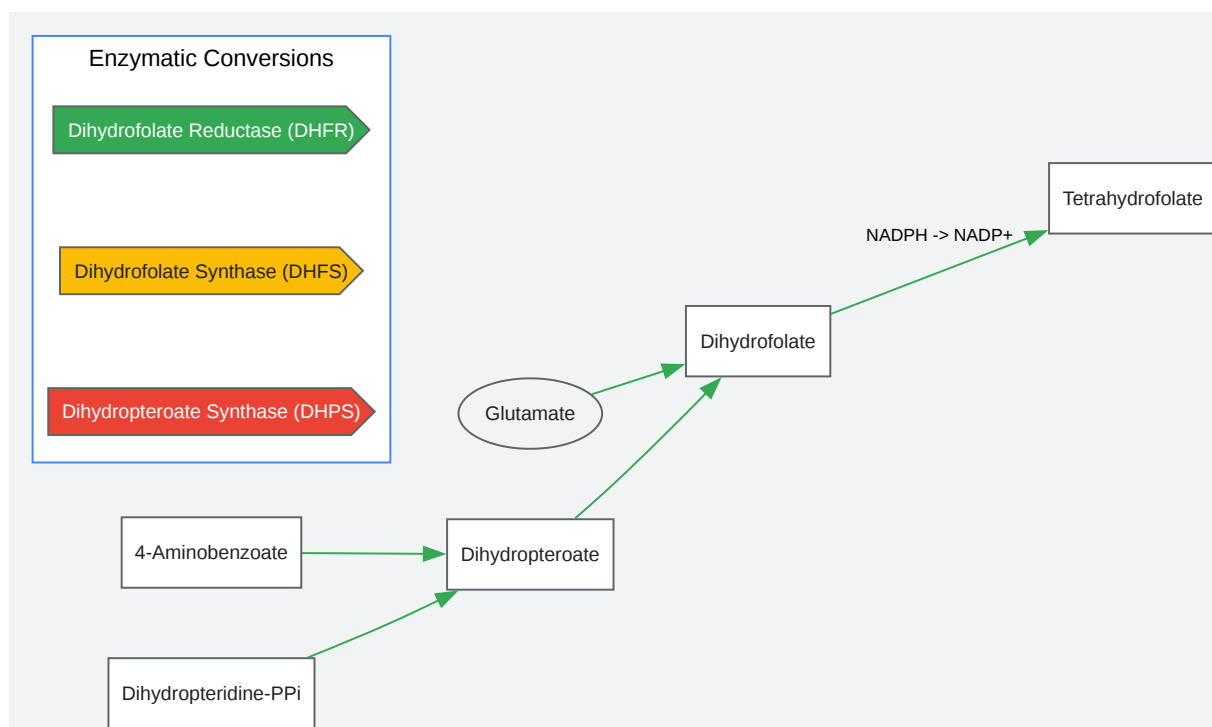 Enzymatic Conversions
Dihydrofolate Reductase (DHFR)
Dihydrofolate Synthase (DHFS)
Dihydropteroate Synthase (DHPS)
Tetrahydrofolate
NADPH -> NADP+
Dihydrofolate
Glutamate
4-Aminobenzoate
Dihydropteroate
Dihydropteridine-PPi